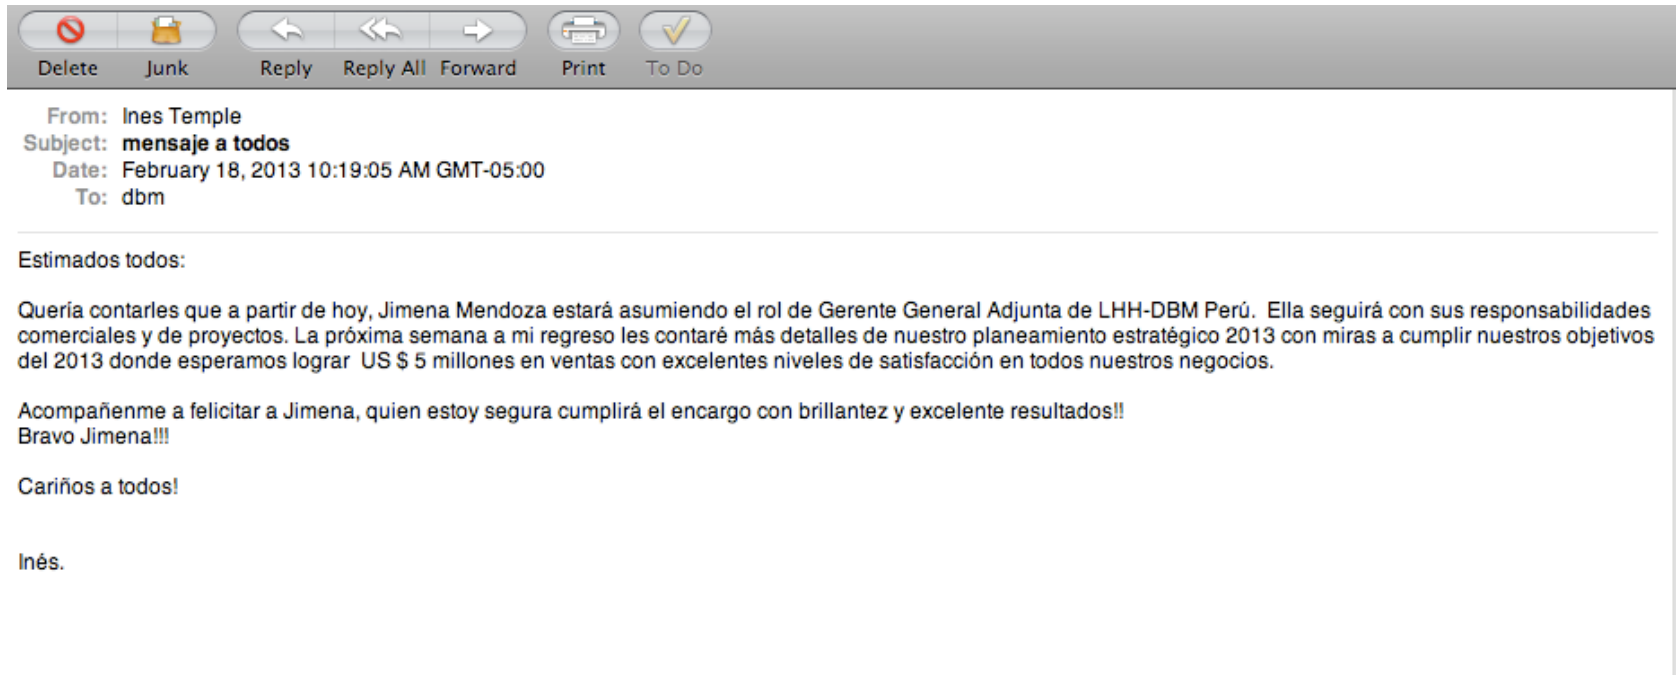 Delete Junk Reply Reply All Forward Print To Do
From: Ines Temple
Subject: mensaje a todos
Date: February 18, 2013 10:19:05 AM GMT-05:00
To: dbm
Estimados todos:
Quería contarles que a partir de hoy, Jimena Mendoza estará asumiendo el rol de Gerente General Adjunta de LHH-DBM Perú.  Ella seguirá con sus responsabilidades
comerciales y de proyectos. La próxima semana a mi regreso les contaré más detalles de nuestro planeamiento estratégico 2013 con miras a cumplir nuestros objetivos
del 2013 donde esperamos lograr  US $ 5 millones en ventas con excelentes niveles de satisfacción en todos nuestros negocios.
Acompañenme a felicitar a Jimena, quien estoy segura cumplirá el encargo con brillantez y excelente resultados!!
Bravo Jimena!!!
Cariños a todos!
Inés.